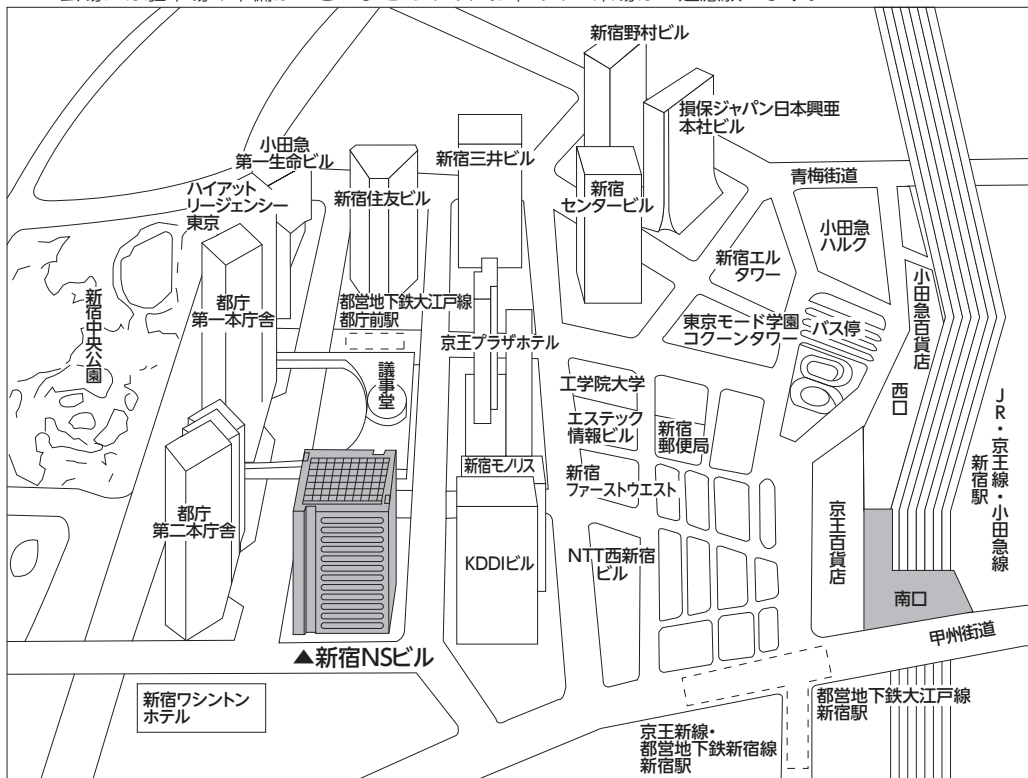 新宿野村ビル
損保ジャパン日本興亜
本社ビル
小田急
第一生命ビル
新宿三井ビル
青梅街道
ハイアット
リージェンシー
東京
新宿住友ビル
新宿
センタービル
小田急
ハルク
新宿エル
タワー
小田急百貨店
新宿中央公園
都庁
第一本庁舎
都営地下鉄大江戸線
都庁前駅
京王プラザホテル
東京モード学園
コクーンタワー
バス停
議事堂
工学院大学
西口
JR・京王線・小田急線
新宿駅
エステック
情報ビル
新宿
郵便局
新宿モノリス
新宿
ファーストウエスト
京王百貨店
都庁
第二本庁舎
KDDIビル
NTT西新宿
ビル
南口
甲州街道
▲新宿NSビル
新宿ワシントン
ホテル
都営地下鉄大江戸線
新宿駅
京王新線・
都営地下鉄新宿線
新宿駅